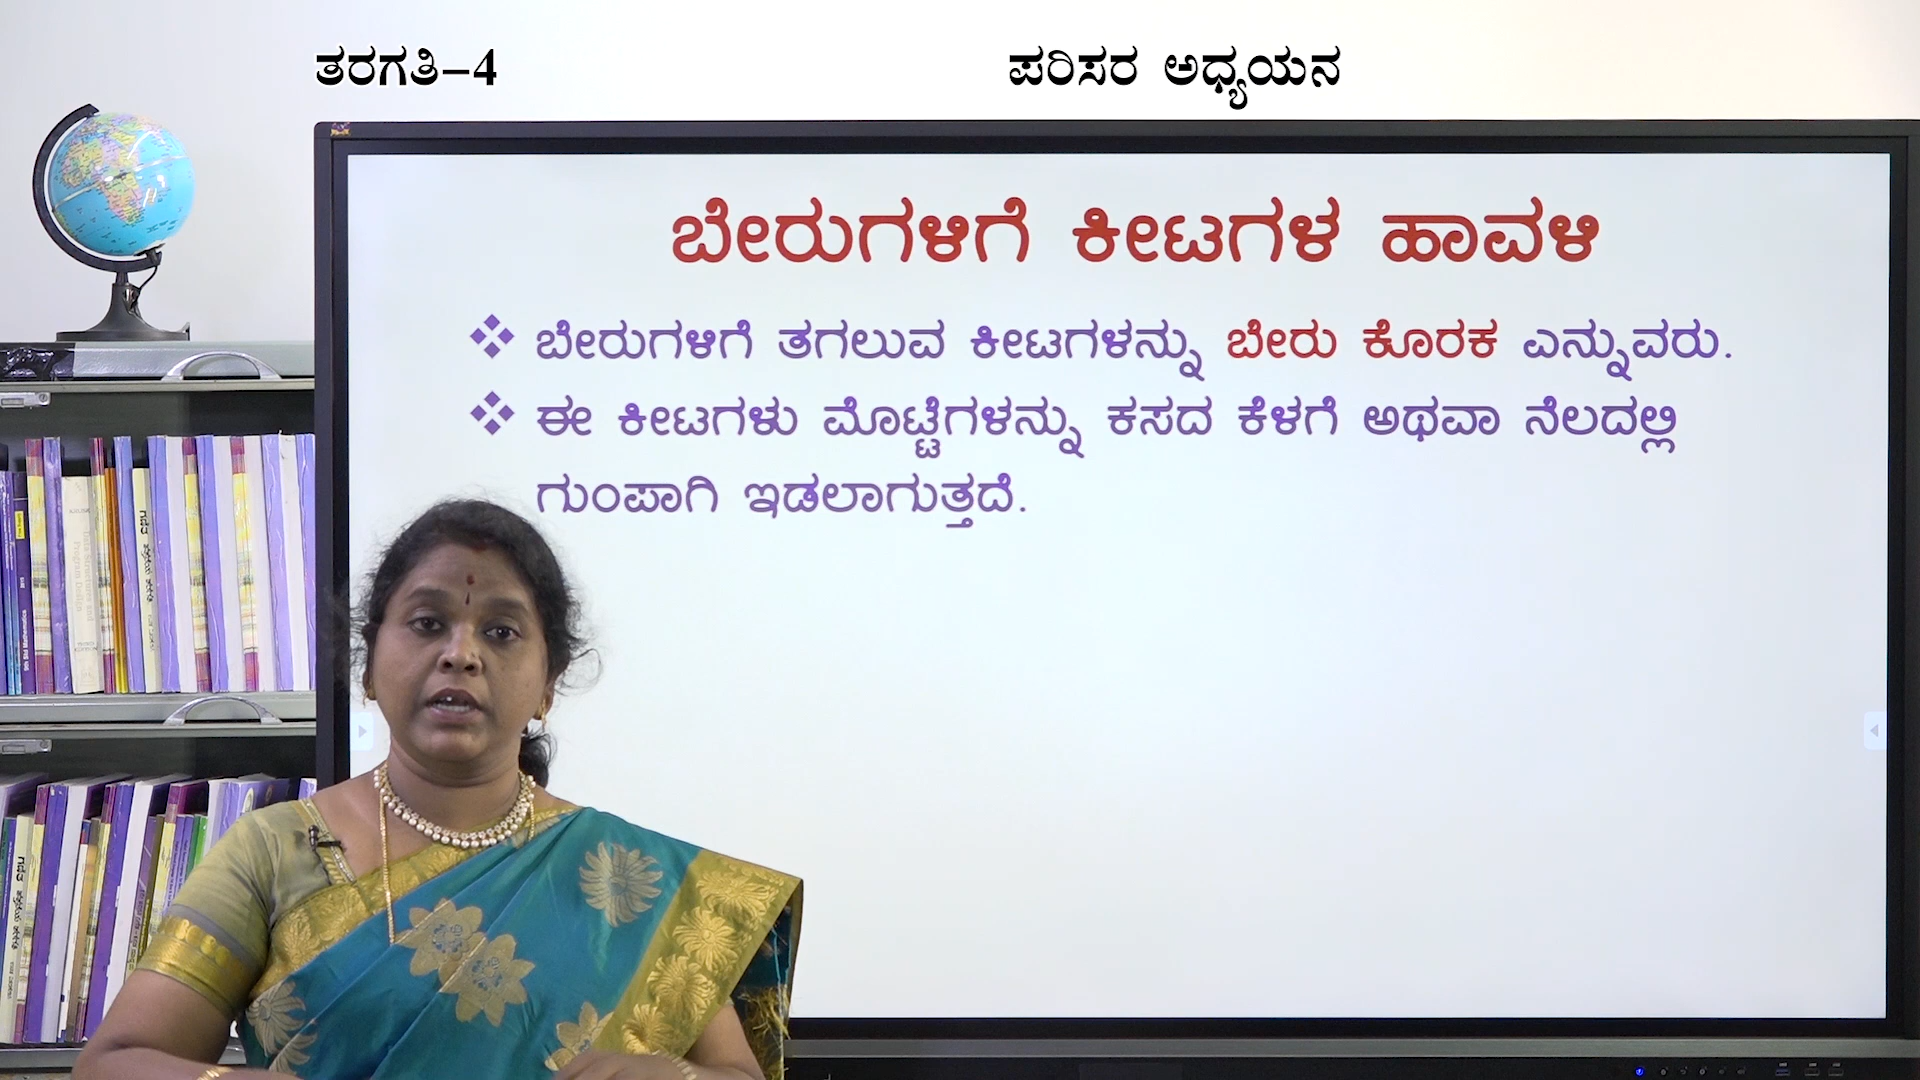 ತರಗತಿ–4
ಪರಿಸರ ಅಧ್ಯಯನ
ಬೇರುಗಳಿಗೆ ಕೀಟಗಳ ಹಾವಳಿ
❖ ಬೇರುಗಳಿಗೆ ತಗಲುವ ಕೀಟಗಳನ್ನು ಬೇರು ಕೊರಕ ಎನ್ನುವರು.
❖ ಈ ಕೀಟಗಳು ಮೊಟ್ಟೆಗಳನ್ನು ಕಸದ ಕೆಳಗೆ ಅಥವಾ ನೆಲದಲ್ಲಿ
ಗುಂಪಾಗಿ ಇಡಲಾಗುತ್ತದೆ.